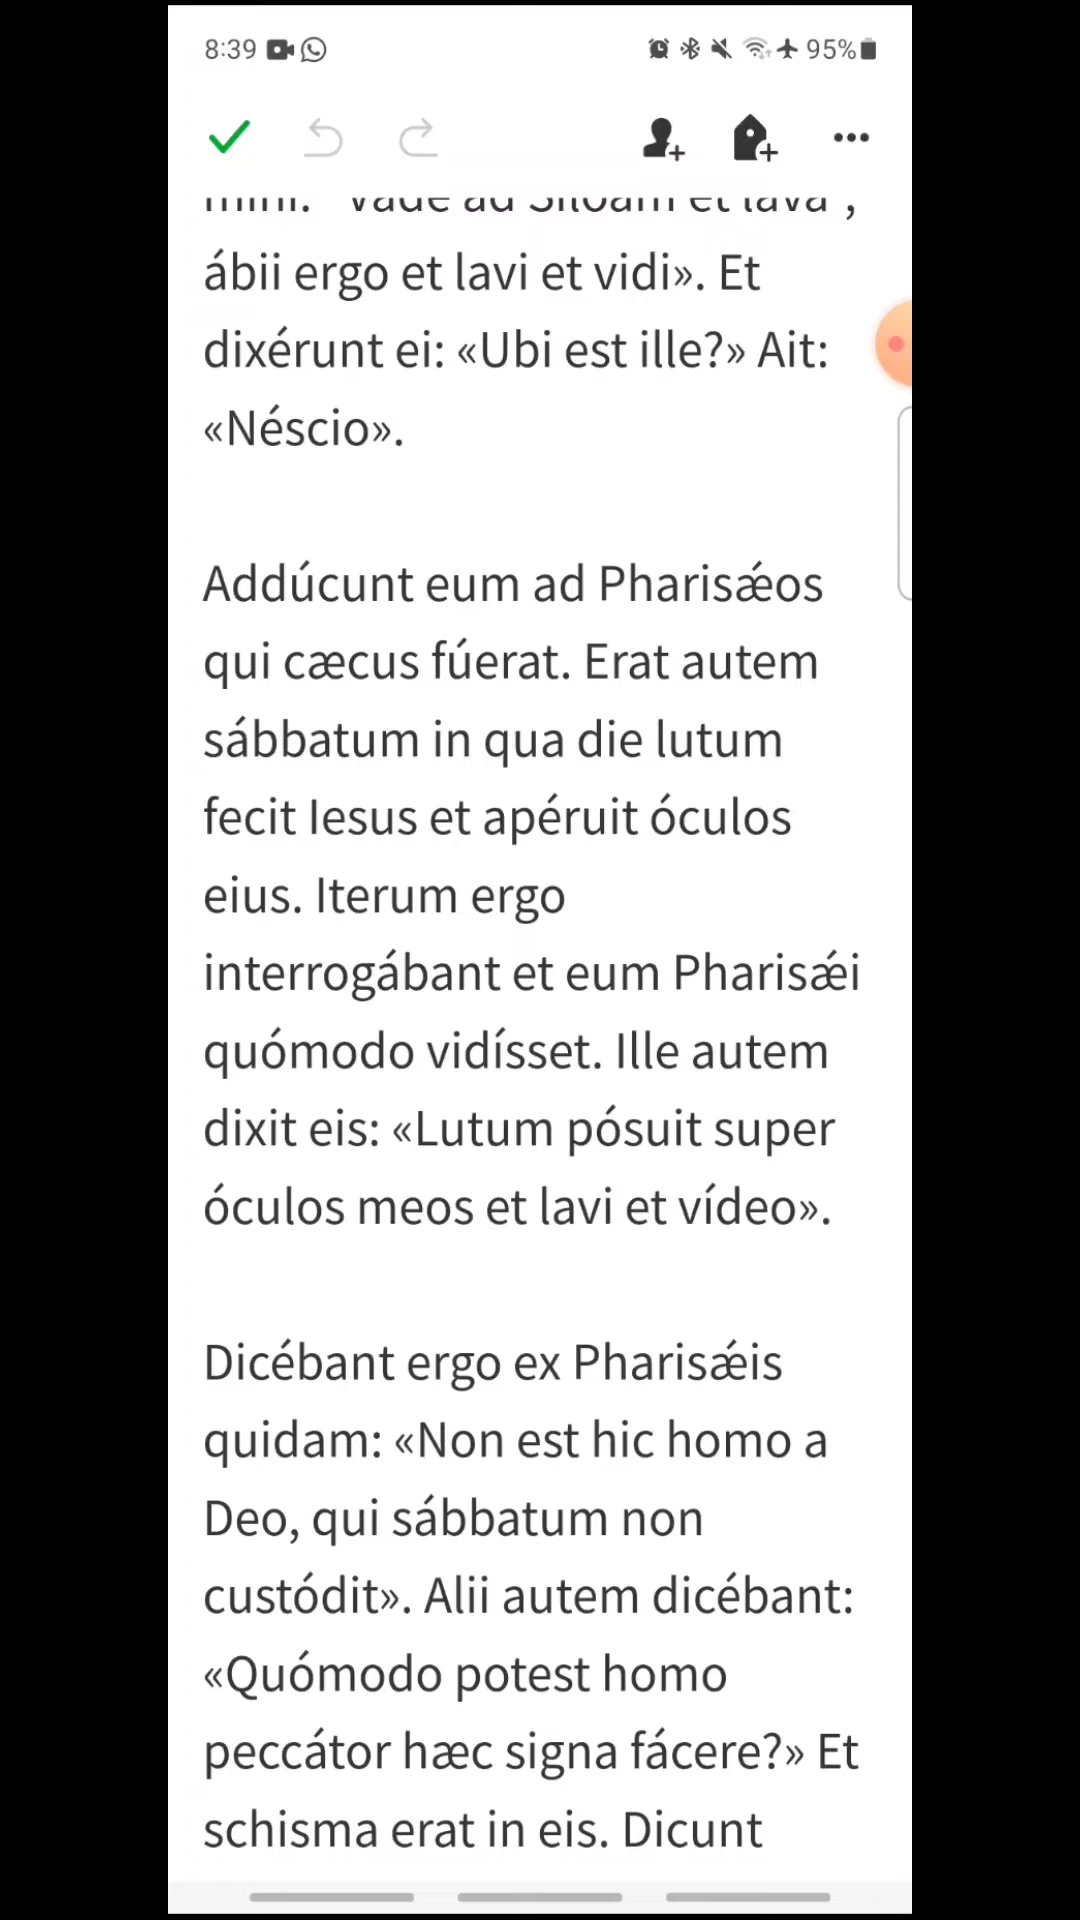 8:39
95%
ábii ergo et lavi et vidi». Et
dixérunt ei: «Ubi est ille?» Ait:
«Néscio».
Addúcunt eum ad Pharisǽos
qui cæcus fúerat. Erat autem
sábbatum in qua die lutum
fecit Iesus et apéruit óculos
eius. Iterum ergo
interrogábant et eum Pharisǽi
quómodo vidísset. Ille autem
dixit eis: «Lutum pósuit super
óculos meos et lavi et vídeo».
Dicébant ergo ex Pharisǽis
quidam: «Non est hic homo a
Deo, qui sábbatum non
custódit». Alii autem dicébant:
«Quómodo potest homo
peccátor hæc signa fácere?» Et
schisma erat in eis. Dicunt